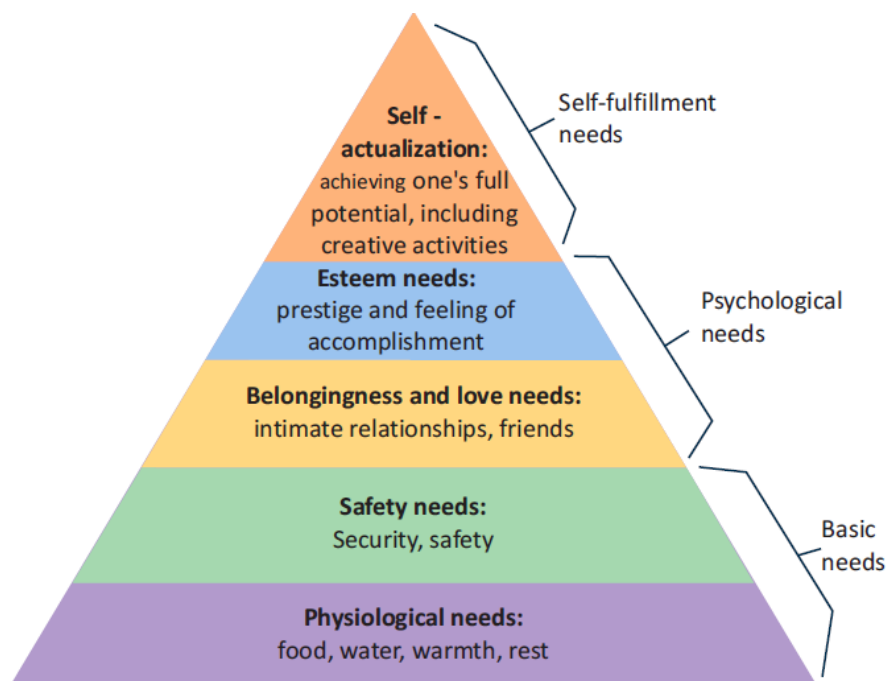 Self -
actualization:
achieving one's full
potential, including
creative activities
Self-fulfillment
needs
Esteem needs:
prestige and feeling of
accomplishment
Psychological
needs
Belongingness and love needs:
intimate relationships, friends
Safety needs:
Security, safety
Basic
needs
Physiological needs:
food, water, warmth, rest